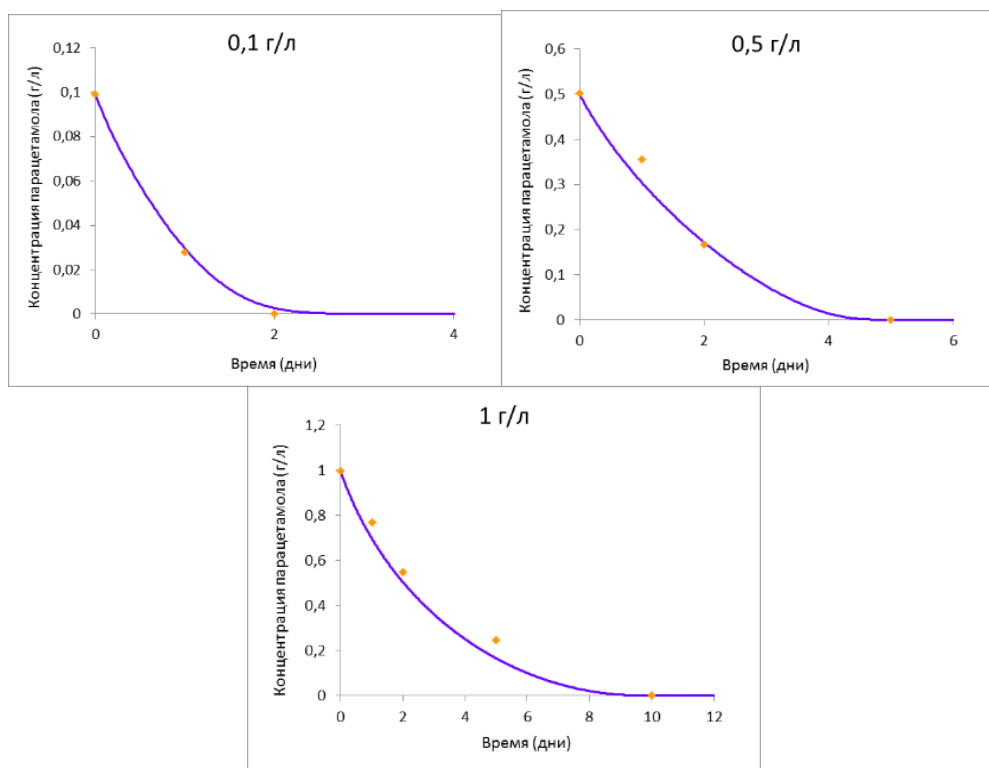 0,1 г/л
Концентрация парацетамола (г/л)
0,12
0,1
0,08
0,06
0,04
0,02
0
0 2 4
Время (дни)
0,5 г/л
Концентрация парацетамола (г/л)
0,6
0,5
0,4
0,3
0,2
0,1
0
0 2 4 6
Время (дни)
1 г/л
Концентрация парацетамола (г/л)
1,2
1
0,8
0,6
0,4
0,2
0
0 2 4 6 8 10 12
Время (дни)